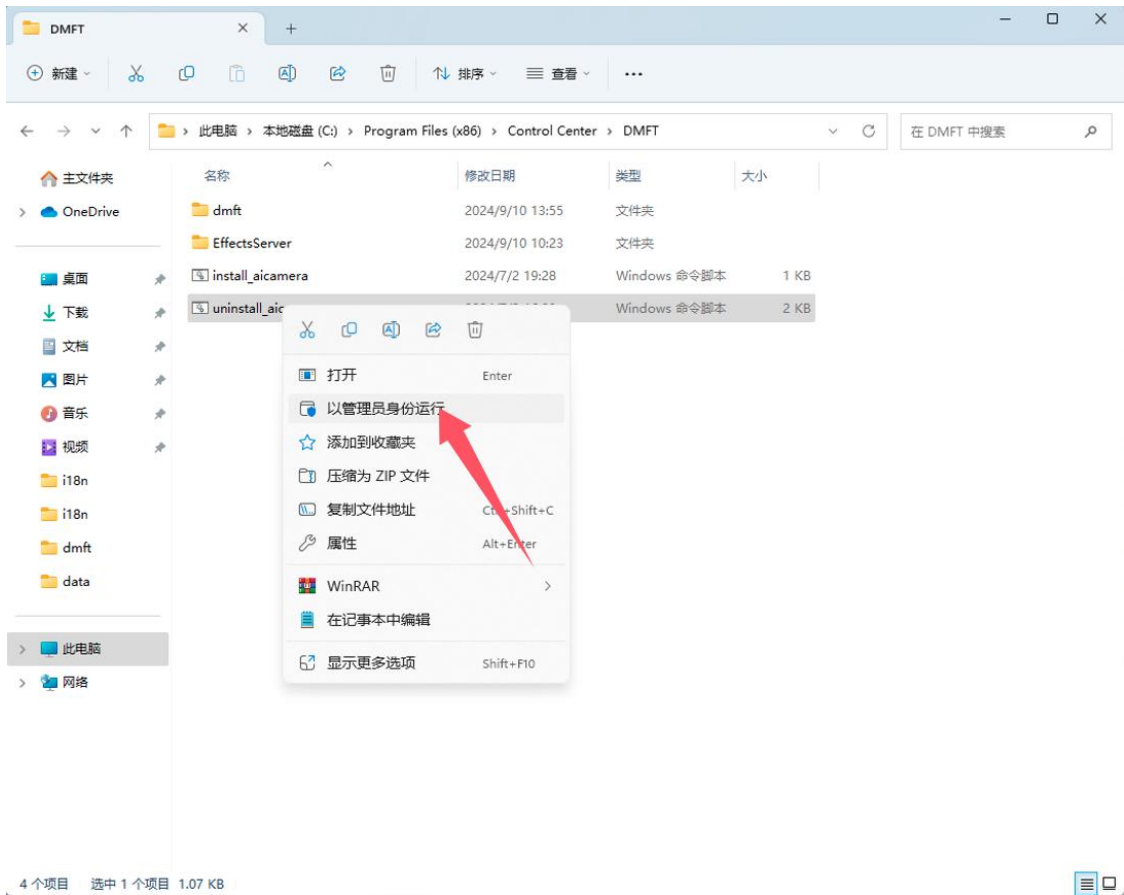 DMFT
新建
排序
查看
此电脑 > 本地磁盘 (C:) > Program Files (x86) > Control Center > DMFT
在 DMFT 中搜索
主文件夹
OneDrive
桌面
下载
文档
图片
音乐
视频
i18n
i18n
dmft
data
此电脑
网络
名称 修改日期 类型 大小
dmft 2024/9/10 13:55 文件夹
EffectsServer 2024/9/10 10:23 文件夹
install_aicamera 2024/7/2 19:28 Windows 命令脚本 1 KB
uninstall_aic Windows 命令脚本 2 KB
打开 Enter
以管理员身份运行
添加到收藏夹
压缩为 ZIP 文件
复制文件地址 Ctrl+Shift+C
属性 Alt+Enter
WinRAR
在记事本中编辑
显示更多选项 Shift+F10
4 个项目 选中 1 个项目 1.07 KB